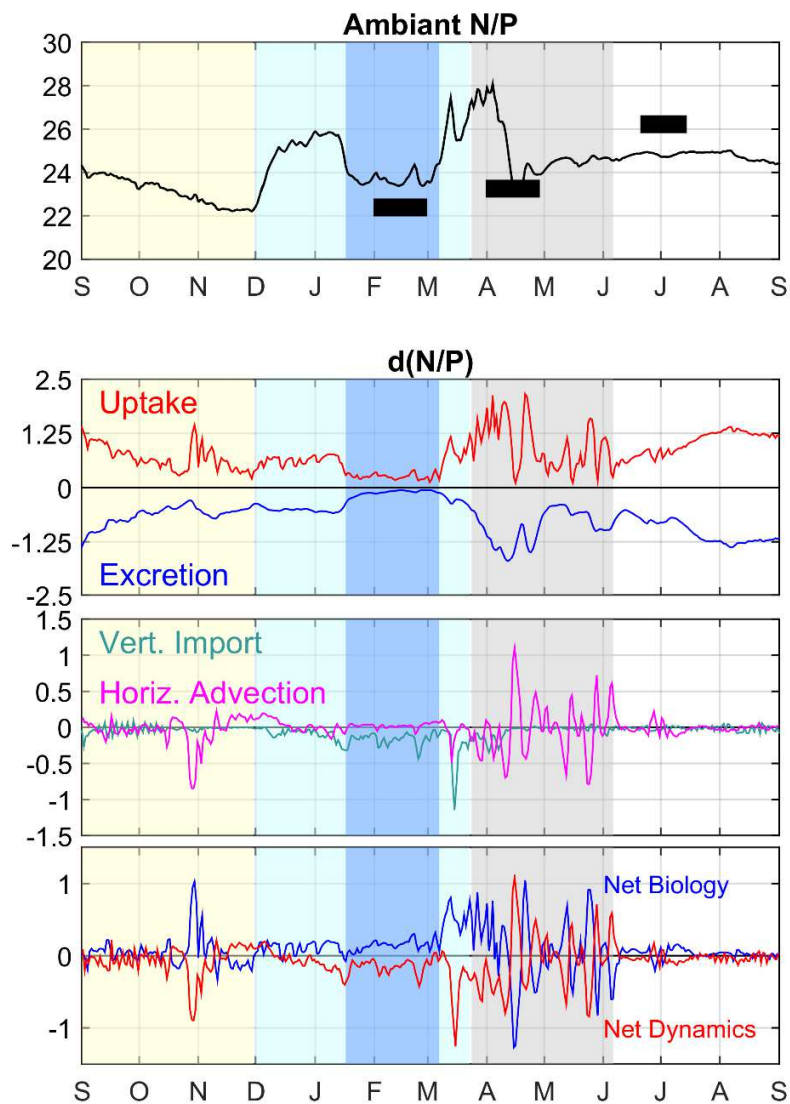 Ambiant N/P
30
28
26
24
22
20
S O N D J F M A M J J A S
d(N/P)
2.5
Uptake
1.25
0
-1.25
Excretion
-2.5
1.5
Vert. Import
1
Horiz. Advection
0.5
0
-0.5
-1
-1.5
1
Net Biology
0
-1
Net Dynamics
S O N D J F M A M J J A S